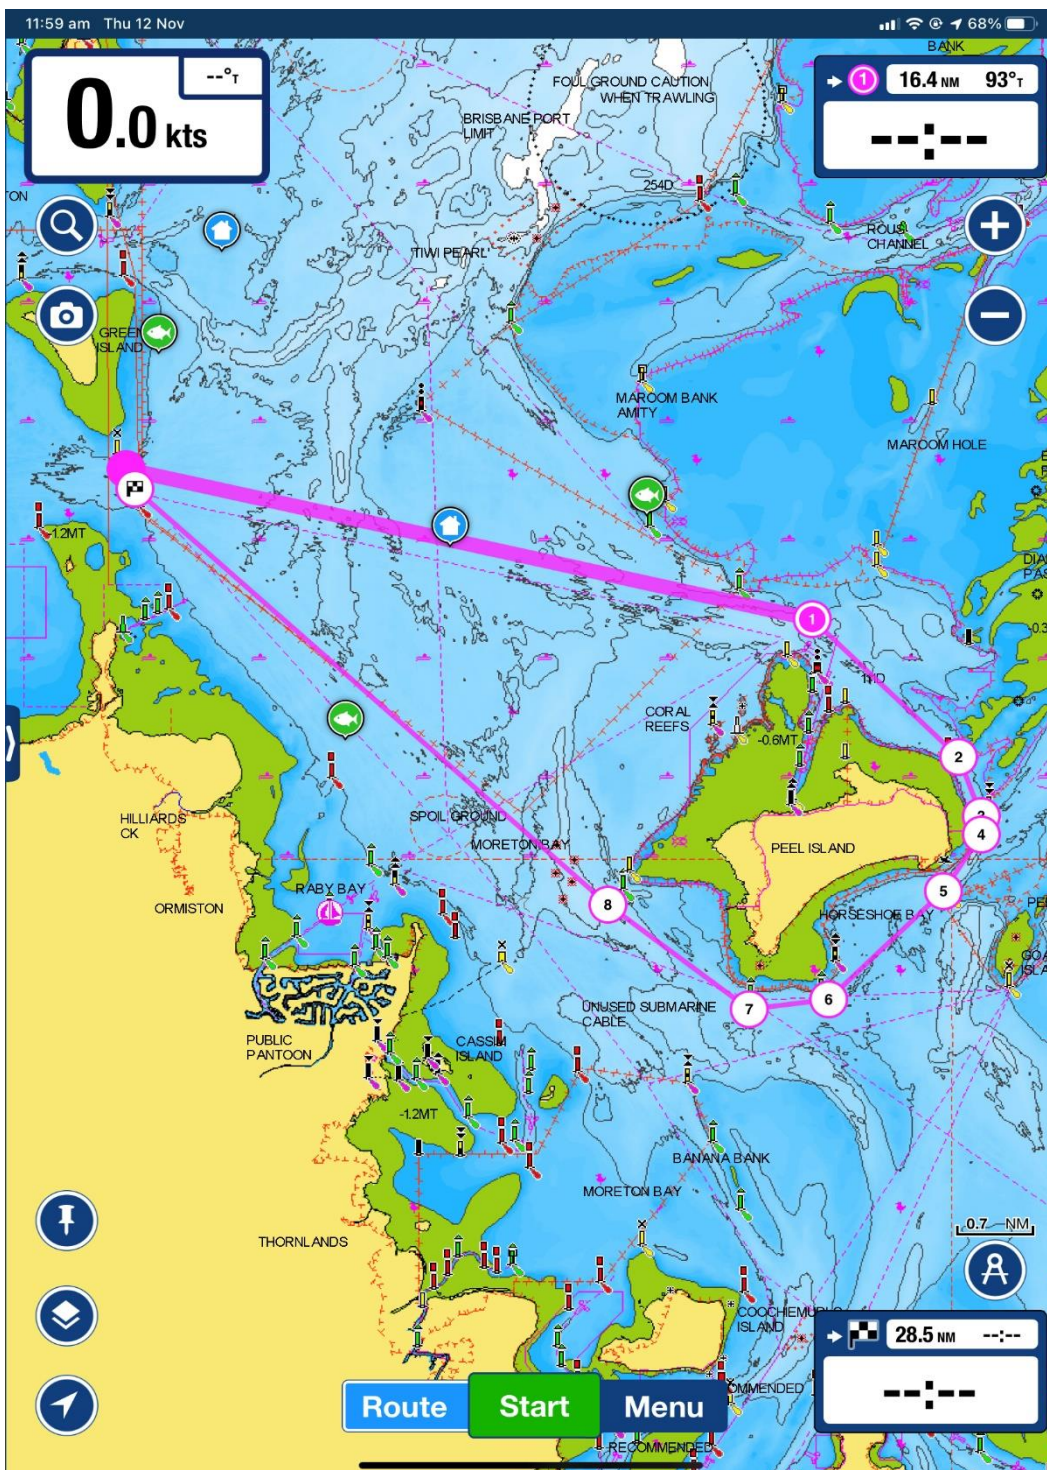 11:59 am Thu 12 Nov
68%
BANK
0.0 kts
--°T
1
16.4 NM 93°T
--:--
FOUL GROUND CAUTION
WHEN TRAWLING
BRISBANE PORT
LIMIT
254D
ROUS
CHANNEL
'TIWI PEARL'
GREEN
ISLAND
MAROOM BANK
AMITY
MAROOM HOLE
-1.2MT
1
2
CORAL
REEFS
-0.6MT
HILLIARDS
CK
SPOIL GROUND
MORETON BAY
3
4
PEEL ISLAND
RABY BAY
ORMISTON
5
8
HORSESHOE BAY
6
7
UNUSED SUBMARINE
CABLE
PUBLIC
PANTOON
CASSIM
ISLAND
-1.2MT
BANANA BANK
MORETON BAY
THORNLANDS
0.7 NM
28.5 NM --:--
--:--
Route
Start
Menu
RECOMMENDED